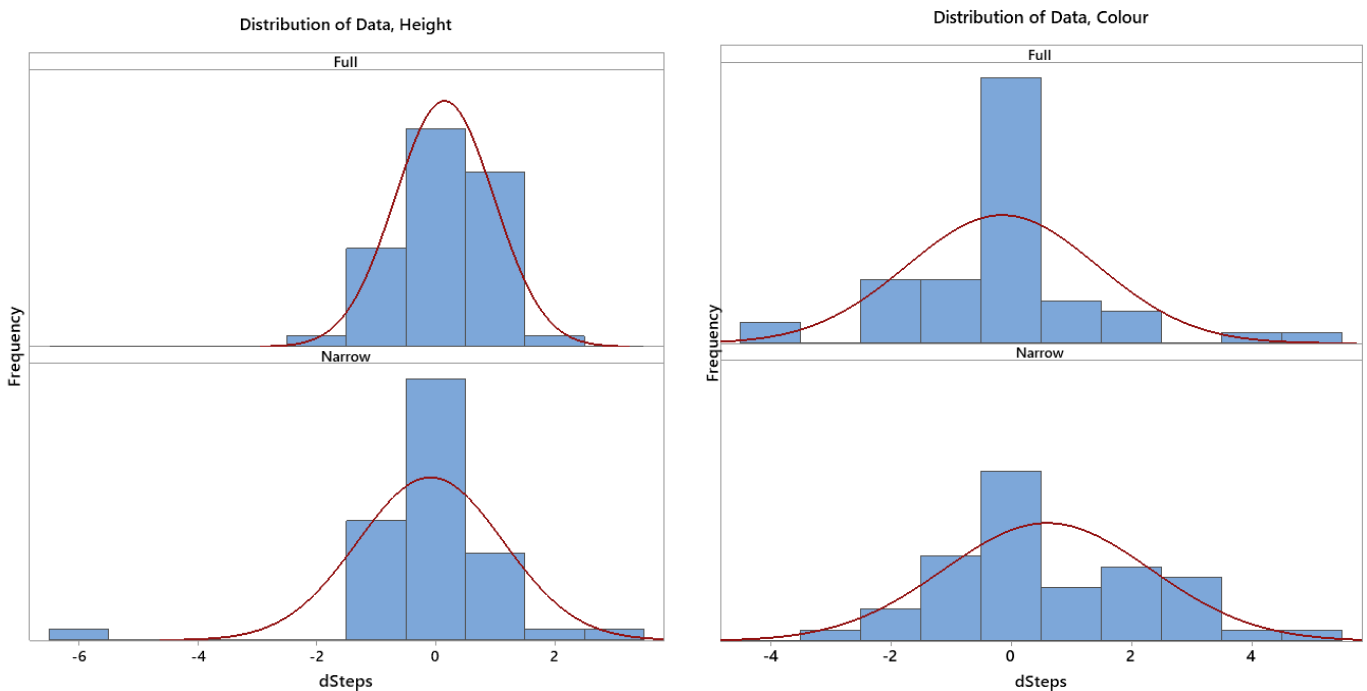 Distribution of Data, Height
Full
Narrow
Frequency
-6 -4 -2 0 2
dSteps
Distribution of Data, Colour
Full
Narrow
Frequency
-4 -2 0 2 4
dSteps